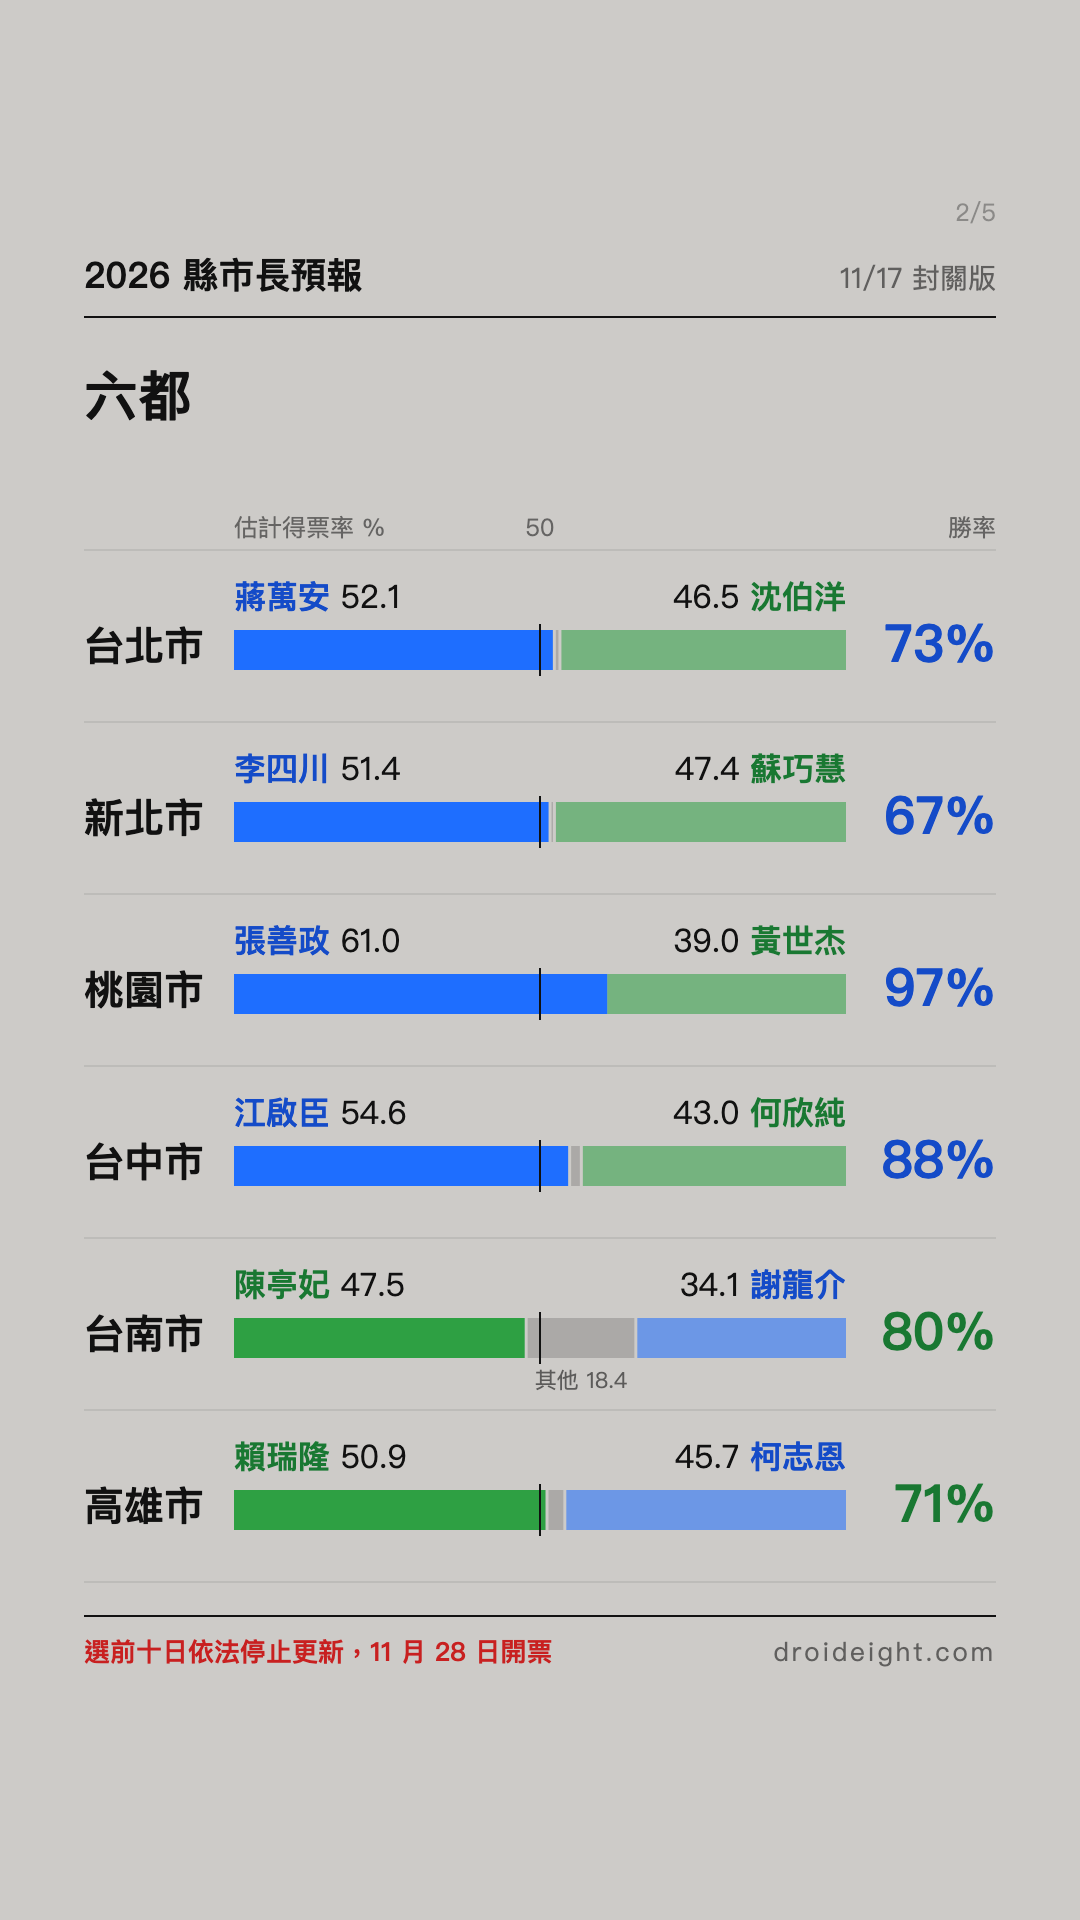 2/5
2026 縣市長預報 11/17 封關版
六都
估計得票率 % 50 勝率
蔣萬安 52.1 46.5 沈伯洋
台北市 73%
李四川 51.4 47.4 蘇巧慧
新北市 67%
張善政 61.0 39.0 黃世杰
桃園市 97%
江啟臣 54.6 43.0 何欣純
台中市 88%
陳亭妃 47.5 34.1 謝龍介
台南市 80%
其他 18.4
賴瑞隆 50.9 45.7 柯志恩
高雄市 71%
選前十日依法停止更新，11 月 28 日開票 droideight.com